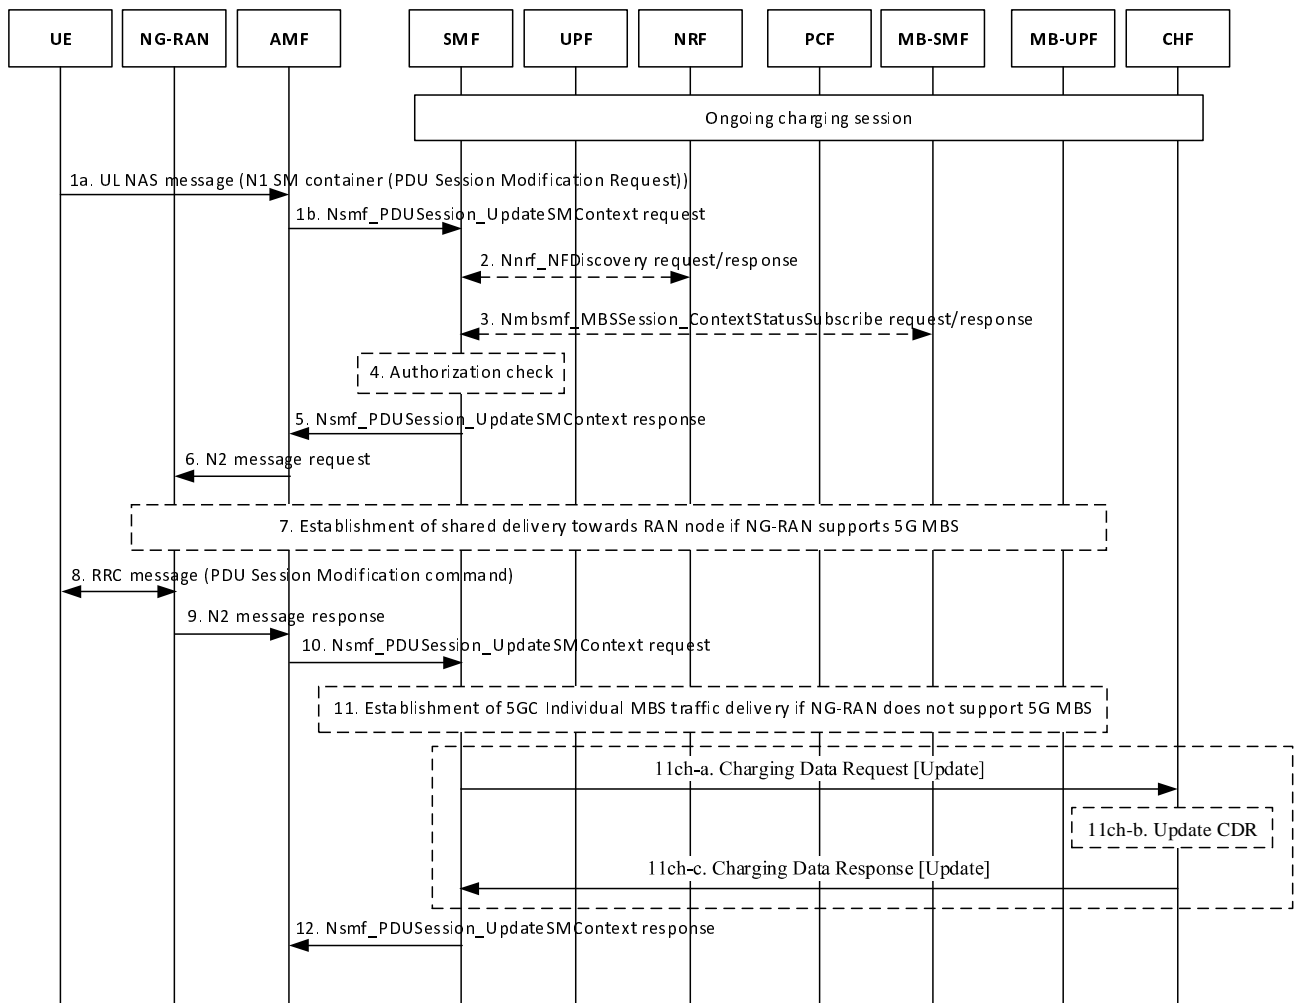 UE
NG-RAN
AMF
SMF
UPF
NRF
PCF
MB-SMF
MB-UPF
CHF
Ongoing charging session
1a. UL NAS message (N1 SM container (PDU Session Modification Request))
1b. Nsmf_PDUSession_UpdateSMContext request
2. Nnrf_NFDiscovery request/response
3. Nmbsmf_MBSSession_ContextStatusSubscribe request/response
4. Authorization check
5. Nsmf_PDUSession_UpdateSMContext response
6. N2 message request
7. Establishment of shared delivery towards RAN node if NG-RAN supports 5G MBS
8. RRC message (PDU Session Modification command)
9. N2 message response
10. Nsmf_PDUSession_UpdateSMContext request
11. Establishment of 5GC Individual MBS traffic delivery if NG-RAN does not support 5G MBS
11ch-a. Charging Data Request [Update]
11ch-b. Update CDR
11ch-c. Charging Data Response [Update]
12. Nsmf_PDUSession_UpdateSMContext response